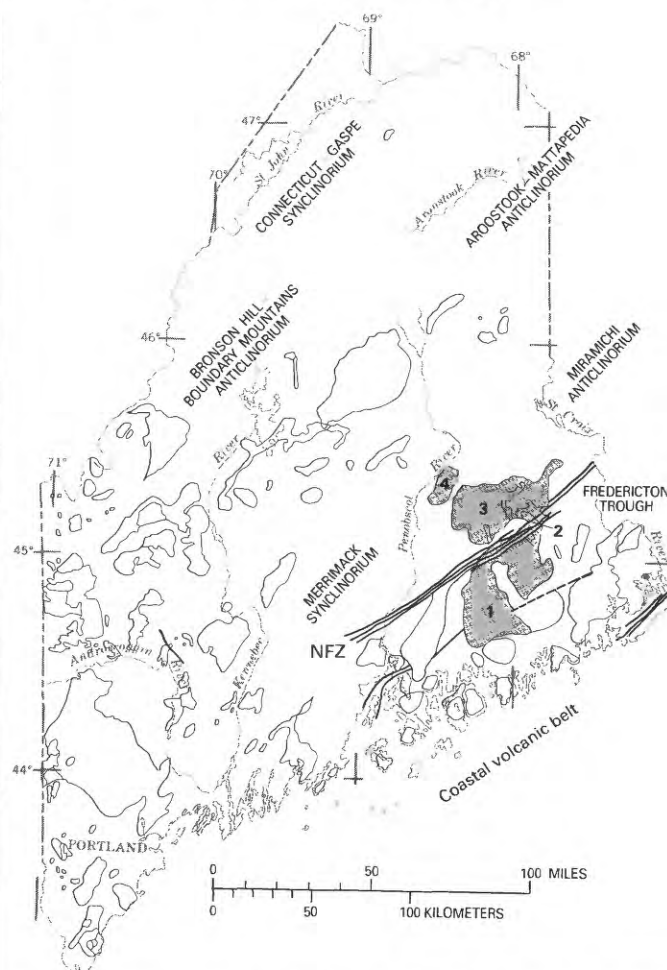 69°
68°
47°
St John
River
70°
CONNECTICUT GASPE
SYNCLINORIUM
Aroostook River
AROOSTOOK-MATTAPEDIA
ANTICLINORIUM
46°
BRONSON HILL
BOUNDARY MOUNTAINS
ANTICLINORIUM
MIRAMICHI
ANTICLINORIUM
St Croix
River
71°
River
4
3
FREDERICTON
TROUGH
2
45°
Penobscot
River
MERRIMACK
SYNCLINORIUM
1
NFZ
Androscoggin
River
Kennebec
44°
Coastal volcanic belt
PORTLAND
0 50 100 MILES
0 50 100 KILOMETERS